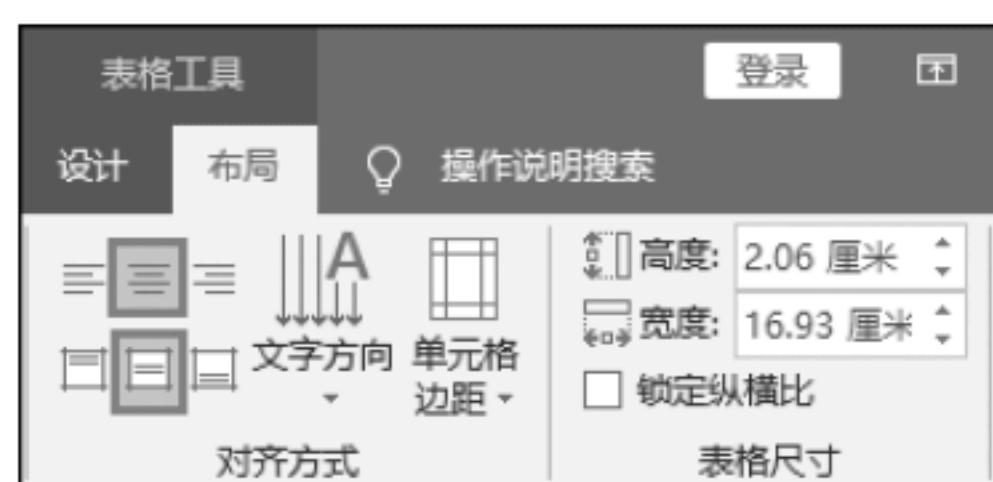 表格工具 登录
设计 布局 操作说明搜索
高度: 2.06 厘米
宽度: 16.93 厘米
文字方向 单元格
边距
锁定纵横比
对齐方式 表格尺寸